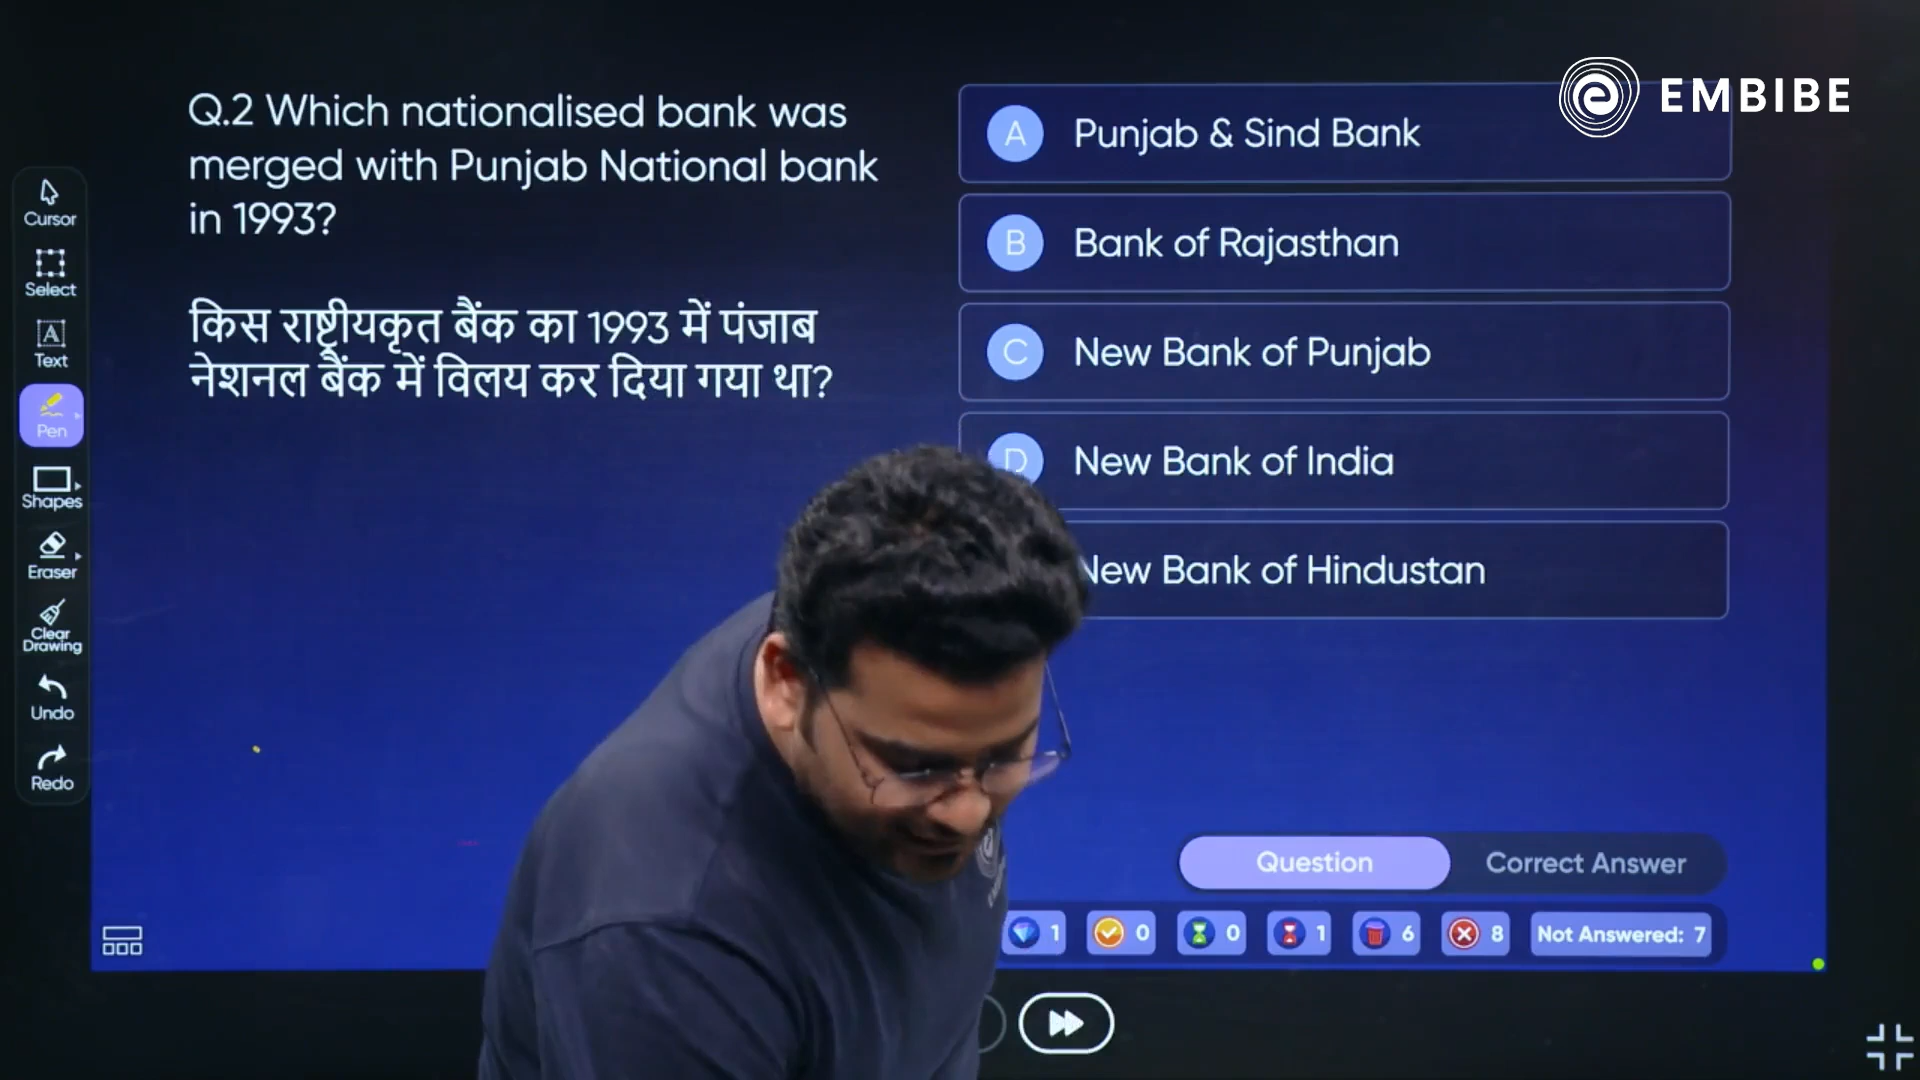 EMBIBE
Q.2 Which nationalised bank was
merged with Punjab National bank
in 1993?
किस राष्ट्रीयकृत बैंक का 1993 में पंजाब
नेशनल बैंक में विलय कर दिया गया था?
A Punjab & Sind Bank
B Bank of Rajasthan
C New Bank of Punjab
D New Bank of India
New Bank of Hindustan
Cursor
Select
A
Text
Pen
Shapes
Eraser
Clear
Drawing
Undo
Redo
Question
Correct Answer
1 0 0 1 6 8 Not Answered: 7